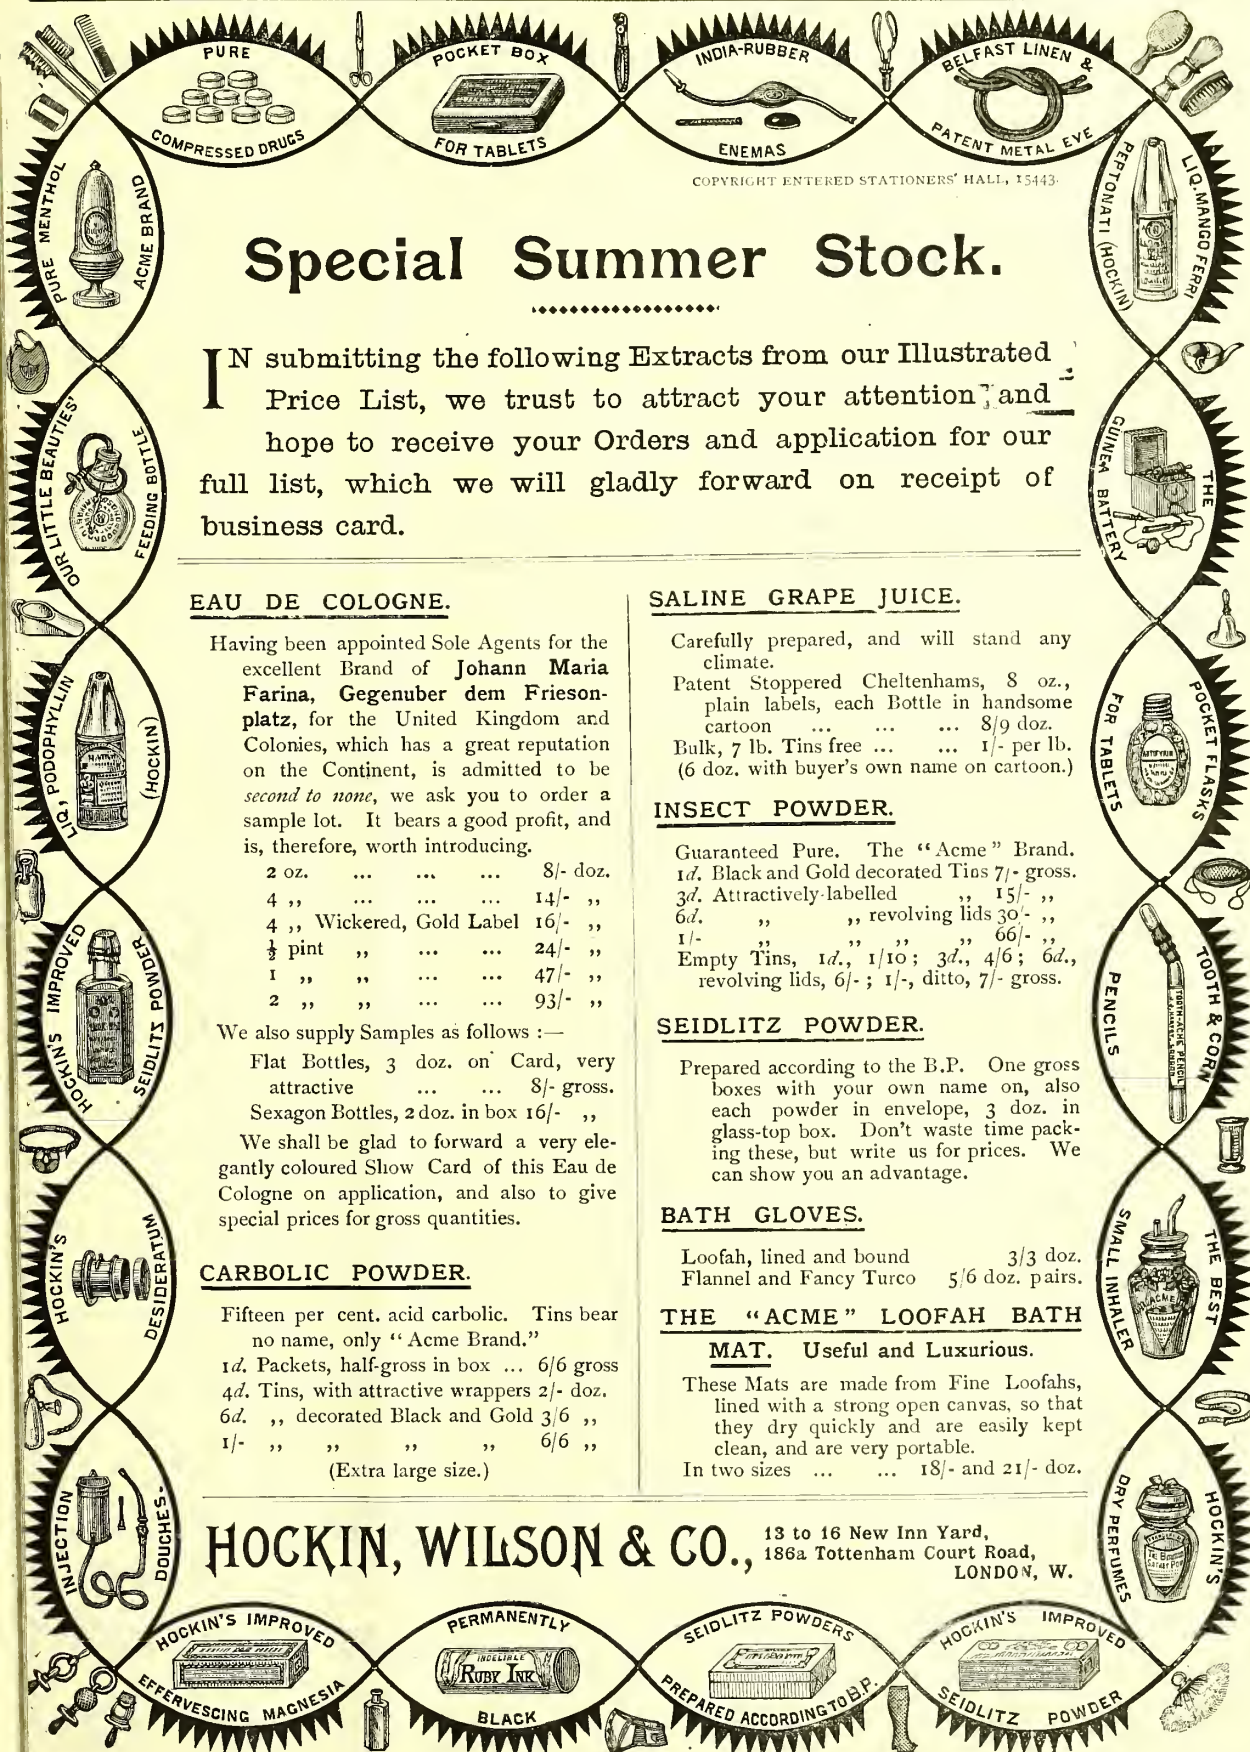 PURE
COMPRESSED DRUGS
POCKET BOX
FOR TABLETS
INDIA-RUBBER
ENEMAS
BELFAST LINEN &
PATENT METAL EYE
COPYRIGHT ENTERED STATIONERS' HALL, 15443.
PURE MENTHOL
ACME BRAND
OUR LITTLE BEAUTIES'
FEEDING BOTTLE
LIQ, PODOPHYLLIN
(HOCKIN)
HOCKIN'S IMPROVED
SEIDLITZ POWDER
HOCKIN'S
DESIDERATUM
INJECTION
DOUCHES-
Special Summer Stock.
IN submitting the following Extracts from our Illustrated
Price List, we trust to attract your attention and
hope to receive your Orders and application for our
full list, which we will gladly forward on receipt of
business card.
EAU DE COLOGNE.
Having been appointed Sole Agents for the
excellent Brand of Johann Maria
Farina, Gegenuber dem Frieson-
platz, for the United Kingdom and
Colonies, which has a great reputation
on the Continent, is admitted to be
second to none, we ask you to order a
sample lot. It bears a good profit, and
is, therefore, worth introducing.
2 oz. ... ... ... 8/- doz.
4 ,, ... ... ... 14/- ,,
4 ,, Wickered, Gold Label 16/- ,,
½ pint ,, ... ... 24/- ,,
1 ,, ,, ... ... 47/- ,,
2 ,, ,, ... ... 93/- ,,
We also supply Samples as follows :—
Flat Bottles, 3 doz. on Card, very
attractive ... ... 8/- gross.
Sexagon Bottles, 2 doz. in box 16/- ,,
We shall be glad to forward a very ele-
gantly coloured Show Card of this Eau de
Cologne on application, and also to give
special prices for gross quantities.
CARBOLIC POWDER.
Fifteen per cent. acid carbolic. Tins bear
no name, only "Acme Brand."
1d. Packets, half-gross in box ... 6/6 gross
4d. Tins, with attractive wrappers 2/- doz.
6d. ,, decorated Black and Gold 3/6 ,,
1/- ,, ,, ,, ,, 6/6 ,,
(Extra large size.)
SALINE GRAPE JUICE.
Carefully prepared, and will stand any
climate.
Patent Stoppered Cheltenhams, 8 oz.,
plain labels, each Bottle in handsome
cartoon ... ... ... 8/9 doz.
Bulk, 7 lb. Tins free ... ... 1/- per lb.
(6 doz. with buyer's own name on cartoon.)
INSECT POWDER.
Guaranteed Pure. The "Acme" Brand.
1d. Black and Gold decorated Tins 7/- gross.
3d. Attractively-labelled ,, 15/- ,,
6d. ,, ,, revolving lids 30/- ,,
1/- ,, ,, ,, ,, 66/- ,,
Empty Tins, 1d., 1/10; 3d., 4/6; 6d.,
revolving lids, 6/-; 1/-, ditto, 7/- gross.
SEIDLITZ POWDER.
Prepared according to the B.P. One gross
boxes with your own name on, also
each powder in envelope, 3 doz. in
glass-top box. Don't waste time pack-
ing these, but write us for prices. We
can show you an advantage.
BATH GLOVES.
Loofah, lined and bound 3/3 doz.
Flannel and Fancy Turco 5/6 doz. pairs.
THE "ACME" LOOFAH BATH
MAT. Useful and Luxurious.
These Mats are made from Fine Loofahs,
lined with a strong open canvas, so that
they dry quickly and are easily kept
clean, and are very portable.
In two sizes ... ... 18/- and 21/- doz.
HOCKIN, WILSON & CO.,
13 to 16 New Inn Yard,
186a Tottenham Court Road,
LONDON, W.
LIQ. MANGO FERRI
PEPTONATI (HOCKIN)
THE
GUINEA BATTERY
POCKET FLASKS
FOR TABLETS
TOOTH & CORN
PENCILS
TOOTH-ACHE PENCIL
THE BEST
SMALL INHALER
ACME
HOCKIN'S
DRY PERFUMES
HOCKIN'S IMPROVED
EFFERVESCING MAGNESIA
PERMANENTLY
INDELIBLE
RUBY INK
BLACK
SEIDLITZ POWDERS
PREPARED ACCORDING TO B.P.
HOCKIN'S IMPROVED
SEIDLITZ POWDER